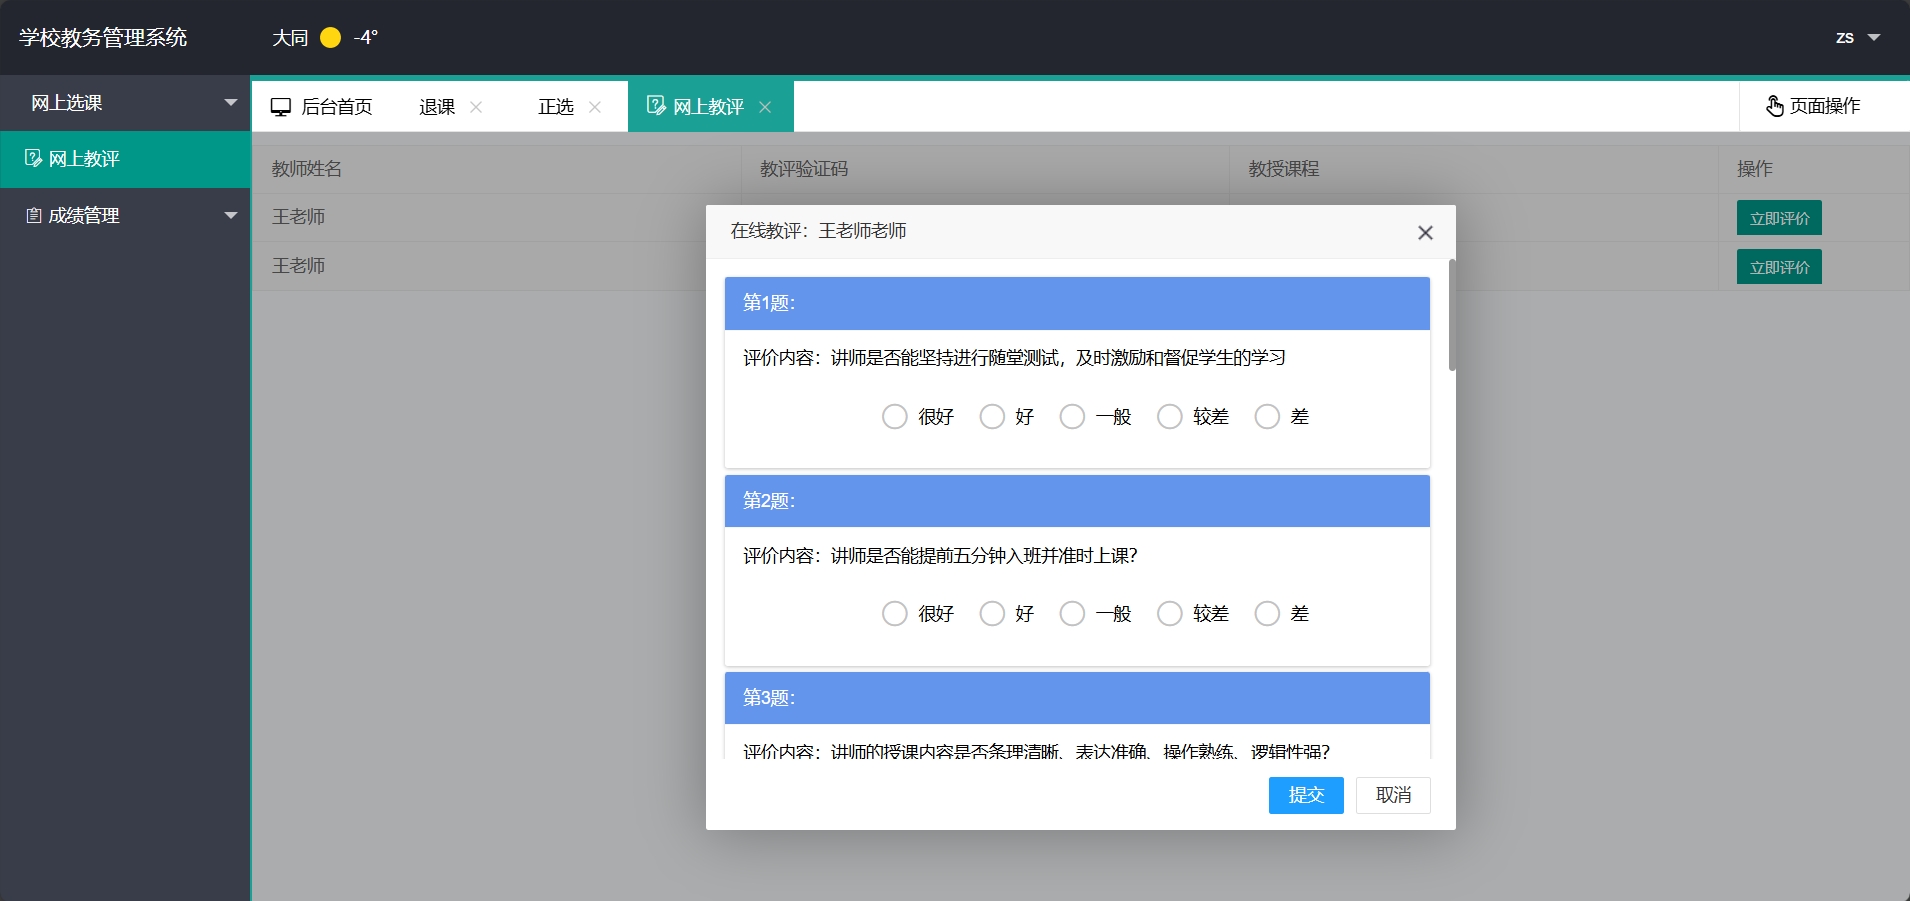 学校教务管理系统
大同 -4°
zs
网上选课
网上教评
成绩管理
后台首页
退课
正选
网上教评
页面操作
教师姓名 教评验证码 教授课程 操作
王老师 立即评价
王老师 立即评价
在线教评：王老师老师
第1题：
评价内容：讲师是否能坚持进行随堂测试，及时激励和督促学生的学习
很好 好 一般 较差 差
第2题：
评价内容：讲师是否能提前五分钟入班并准时上课？
很好 好 一般 较差 差
第3题：
评价内容：讲师的授课内容是否条理清晰、表达准确、操作熟练、逻辑性强？
提交 取消